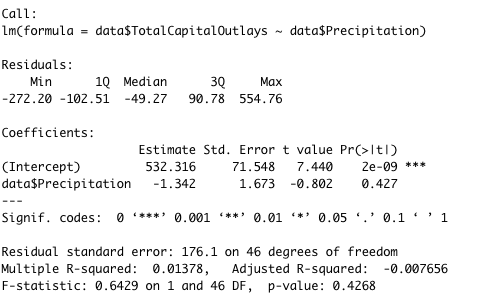 Call:
lm(formula = data$TotalCapitalOutlays ~ data$Precipitation)

Residuals:
    Min      1Q  Median      3Q     Max
-272.20 -102.51  -49.27   90.78  554.76

Coefficients:
                   Estimate Std. Error t value Pr(>|t|)
(Intercept)         532.316     71.548   7.440    2e-09 ***
data$Precipitation   -1.342      1.673  -0.802    0.427
---
Signif. codes:  0 ‘***’ 0.001 ‘**’ 0.01 ‘*’ 0.05 ‘.’ 0.1 ‘ ’ 1

Residual standard error: 176.1 on 46 degrees of freedom
Multiple R-squared:  0.01378,   Adjusted R-squared:  -0.007656
F-statistic: 0.6429 on 1 and 46 DF,  p-value: 0.4268